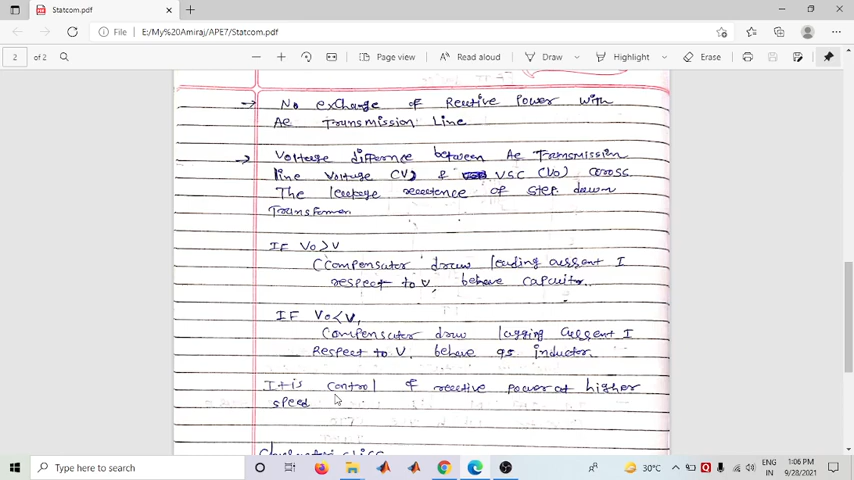 Statcom.pdf
File
E:/My%20Amiraj/APE7/Statcom.pdf
2
of 2
Page view
Read aloud
Draw
Highlight
Erase
→ No exchange of Reactive Power with
Ac Transmission Line
→ Voltage difference between Ac Transmission
line Voltage (V) & VSC (Vo) across
The leakage reactence of step down
Transformer
IF Vo>V
Compensator draw leading current I
respect to V, behave capacitor.
IF Vo<V,
Compensator draw lagging current I
Respect to V, behave as inductor.
It is control of reactive power at higher
speed
Type here to search
30°C
ENG
IN
1:06 PM
9/28/2021